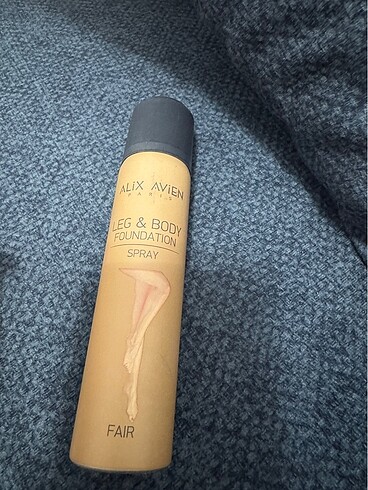 ALIX AVIEN
PARIS
LEG & BODY
FOUNDATION
SPRAY
FAIR